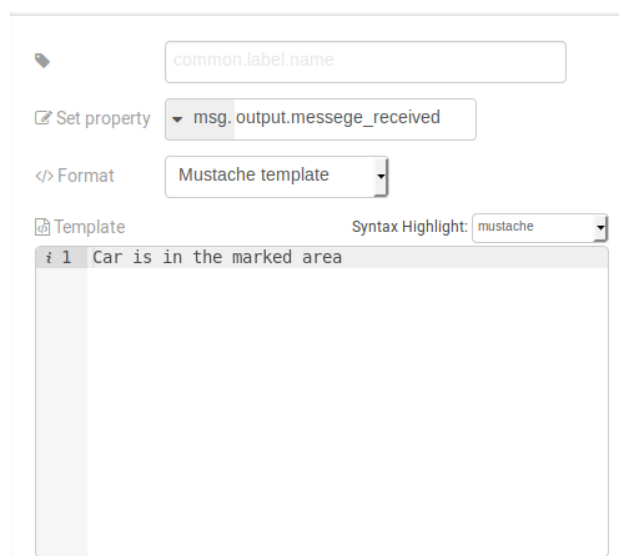 common.label.name
Set property msg. output.messege_received
</> Format Mustache template
Template Syntax Highlight: mustache
i 1 Car is in the marked area